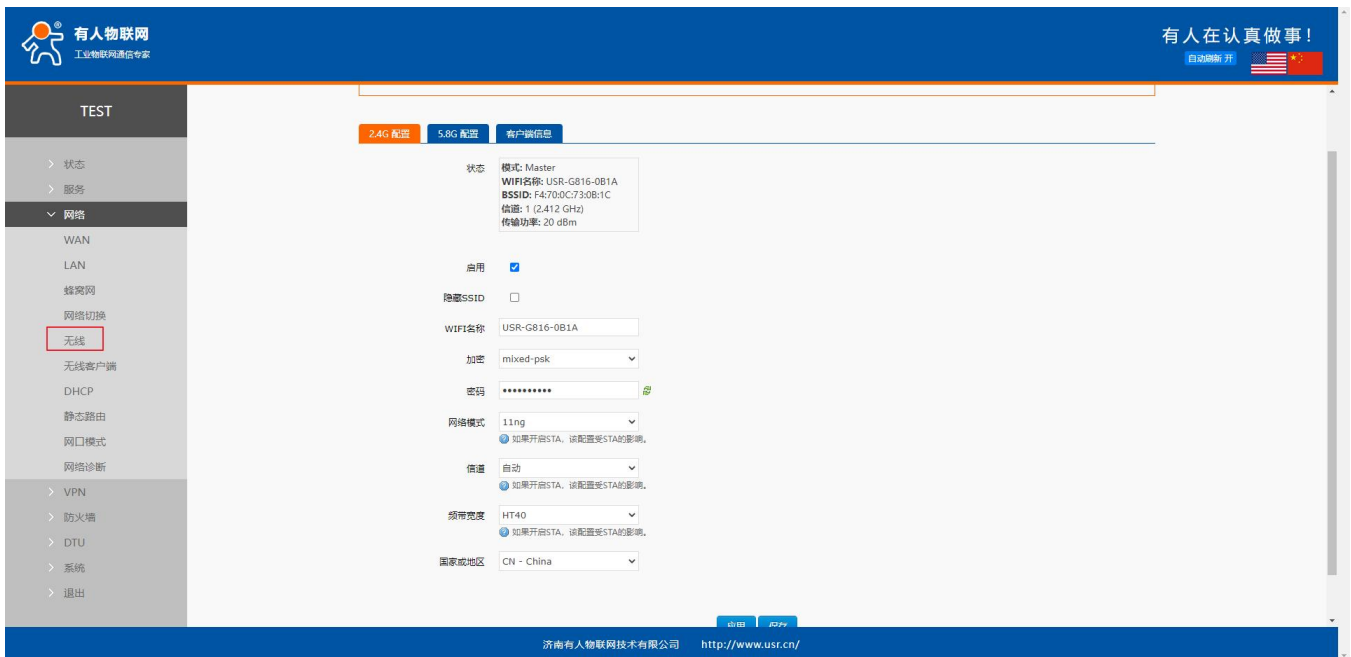 有人物联网
工业物联网通信专家
有人在认真做事!
自动刷新 开
TEST
状态
服务
网络
WAN
LAN
蜂窝网
网络切换
无线
无线客户端
DHCP
静态路由
网口模式
网络诊断
VPN
防火墙
DTU
系统
退出
2.4G 配置 5.8G 配置 客户端信息
状态
模式: Master
WIFI名称: USR-G816-0B1A
BSSID: F4:70:0C:73:0B:1C
信道: 1 (2.412 GHz)
传输功率: 20 dBm
启用
隐藏SSID
WIFI名称 USR-G816-0B1A
加密 mixed-psk
密码 ••••••••••
网络模式 11ng
如果开启STA，该配置受STA的影响。
信道 自动
如果开启STA，该配置受STA的影响。
频带宽度 HT40
如果开启STA，该配置受STA的影响。
国家或地区 CN - China
应用 保存
济南有人物联网技术有限公司 http://www.usr.cn/